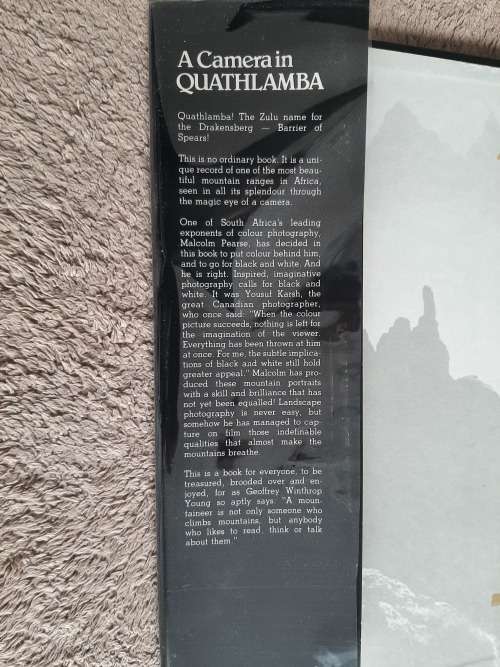 A Camera in
QUATHLAMBA
Quathlamba! The Zulu name for
the Drakensberg — Barrier of
Spears!
This is no ordinary book. It is a uni-
que record of one of the most beau-
tiful mountain ranges in Africa,
seen in all its splendour through
the magic eye of a camera.
One of South Africa's leading
exponents of colour photography,
Malcolm Pearse, has decided in
this book to put colour behind him,
and to go for black and white. And
he is right. Inspired, imaginative
photography calls for black and
white. It was Yousuf Karsh, the
great Canadian photographer,
who once said: "When the colour
picture succeeds, nothing is left for
the imagination of the viewer.
Everything has been thrown at him
at once. For me, the subtle implica-
tions of black and white still hold
greater appeal." Malcolm has pro-
duced these mountain portraits
with a skill and brilliance that has
not yet been equalled! Landscape
photography is never easy, but
somehow he has managed to cap-
ture on film those indefinable
qualities that almost make the
mountains breathe.
This is a book for everyone, to be
treasured, brooded over and en-
joyed, for as Geoffrey Winthrop
Young so aptly says: "A moun-
taineer is not only someone who
climbs mountains, but anybody
who likes to read, think or talk
about them."